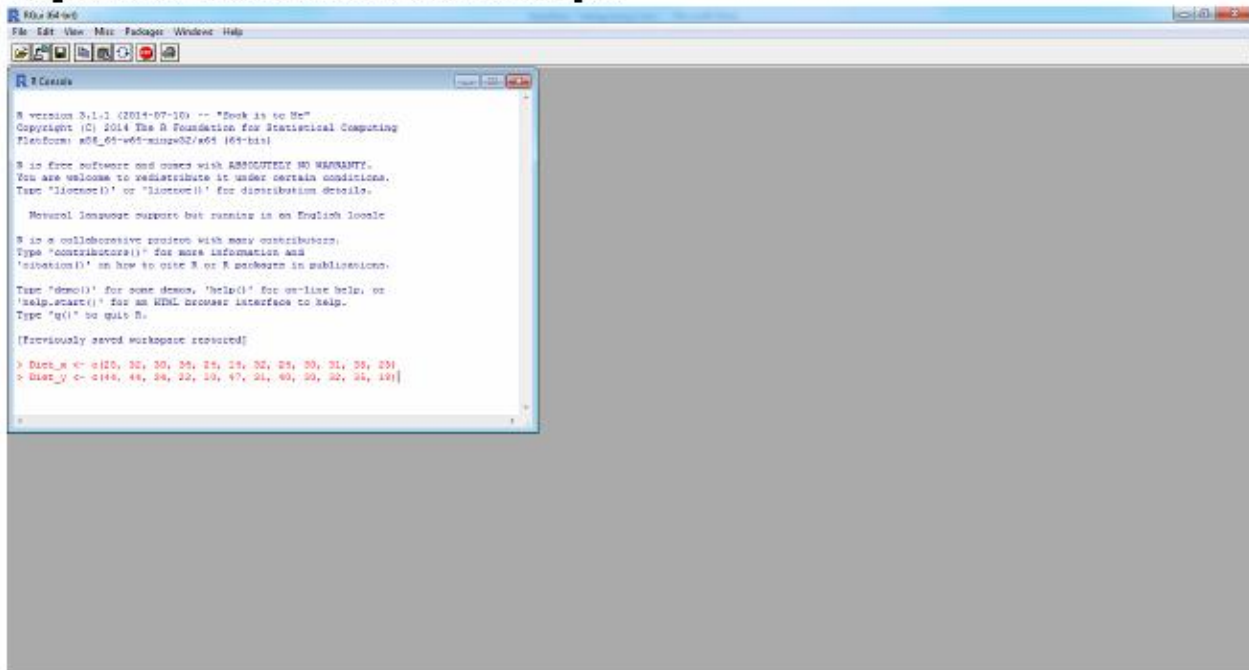 RGui (64-bit)
File Edit View Misc Packages Windows Help
R Console
R version 3.1.1 (2014-07-10) -- "Sock it to Me"
Copyright (C) 2014 The R Foundation for Statistical Computing
Platform: x86_64-w64-mingw32/x64 (64-bit)
R is free software and comes with ABSOLUTELY NO WARRANTY.
You are welcome to redistribute it under certain conditions.
Type 'license()' or 'licence()' for distribution details.
Natural language support but running in an English locale
R is a collaborative project with many contributors.
Type 'contributors()' for more information and
'citation()' on how to cite R or R packages in publications.
Type 'demo()' for some demos, 'help()' for on-line help, or
'help.start()' for an HTML browser interface to help.
Type 'q()' to quit R.
[Previously saved workspace restored]
> Diet_x <-
> Diet_y <-